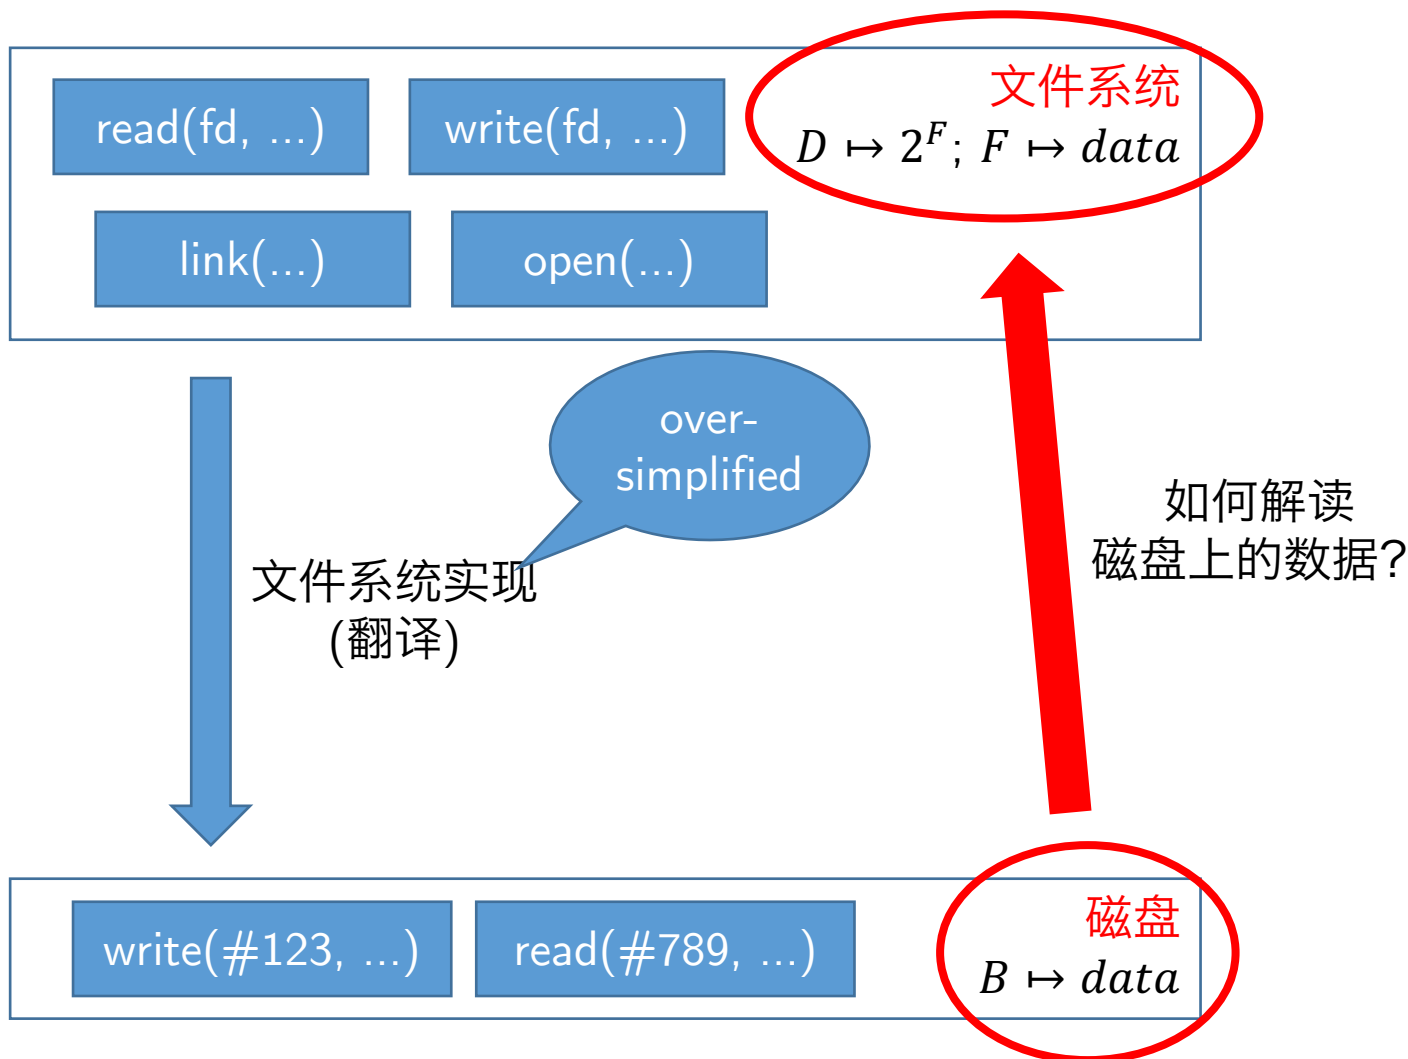 文件系统
read(fd, ...)
write(fd, ...)
D ↦ 2^F; F ↦ data
link(...)
open(...)
over-
simplified
如何解读
磁盘上的数据?
文件系统实现
(翻译)
磁盘
write(#123, ...)
read(#789, ...)
B ↦ data